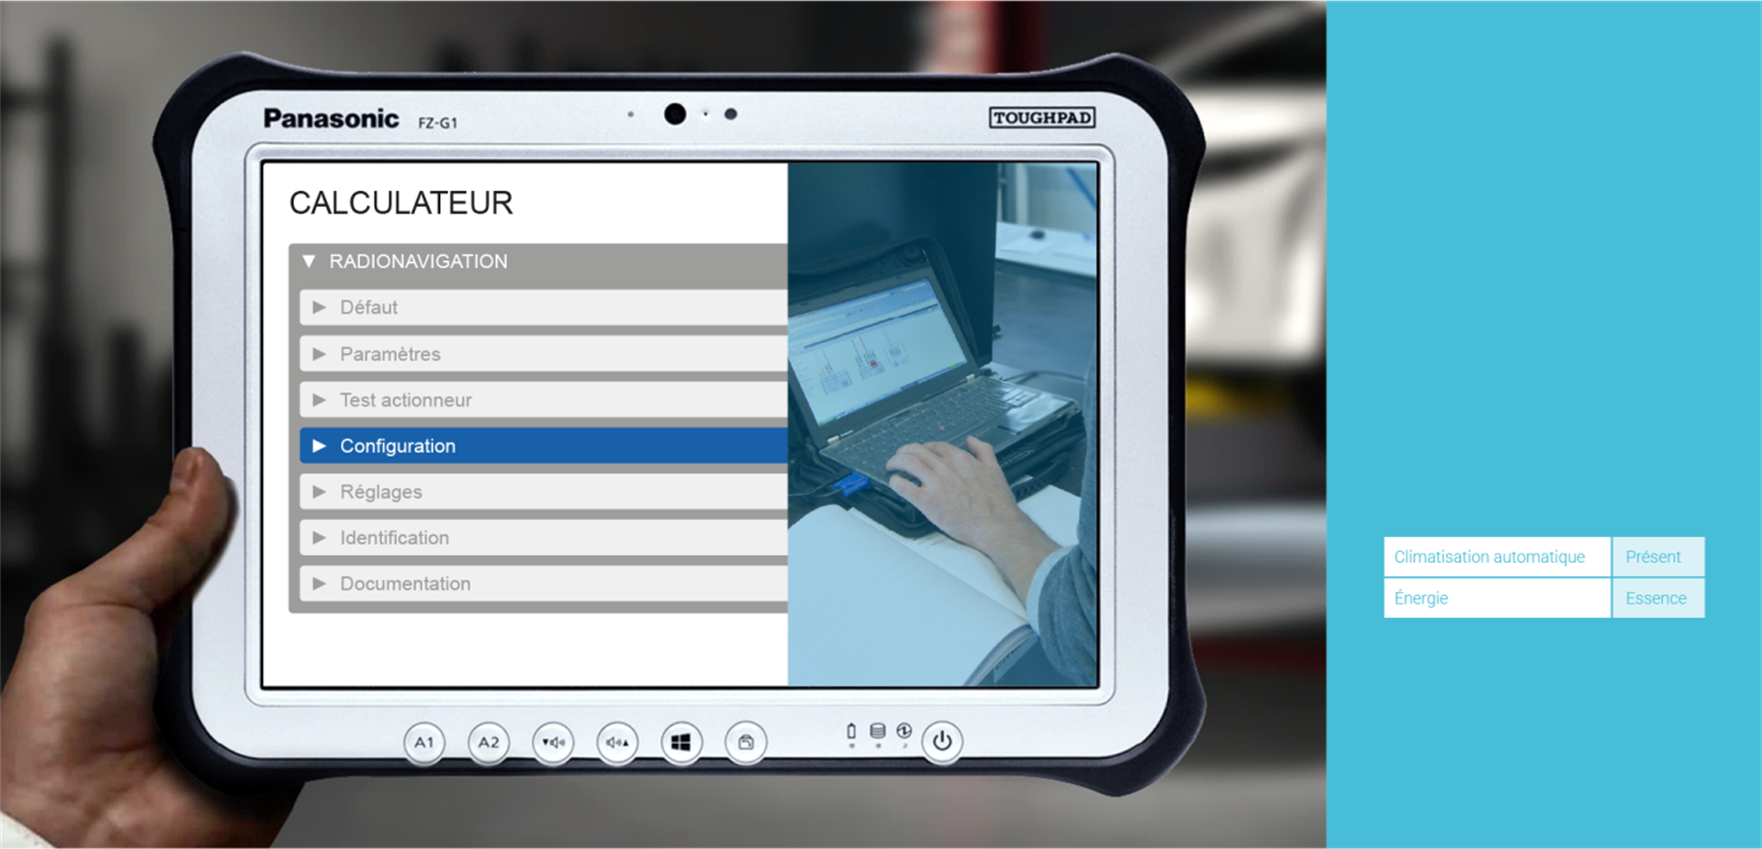 Panasonic FZ-G1 TOUGHPAD
CALCULATEUR
RADIONAVIGATION
Défaut
Paramètres
Test actionneur
Configuration
Réglages
Identification
Documentation
Climatisation automatique Présent
Énergie Essence
A1 A2